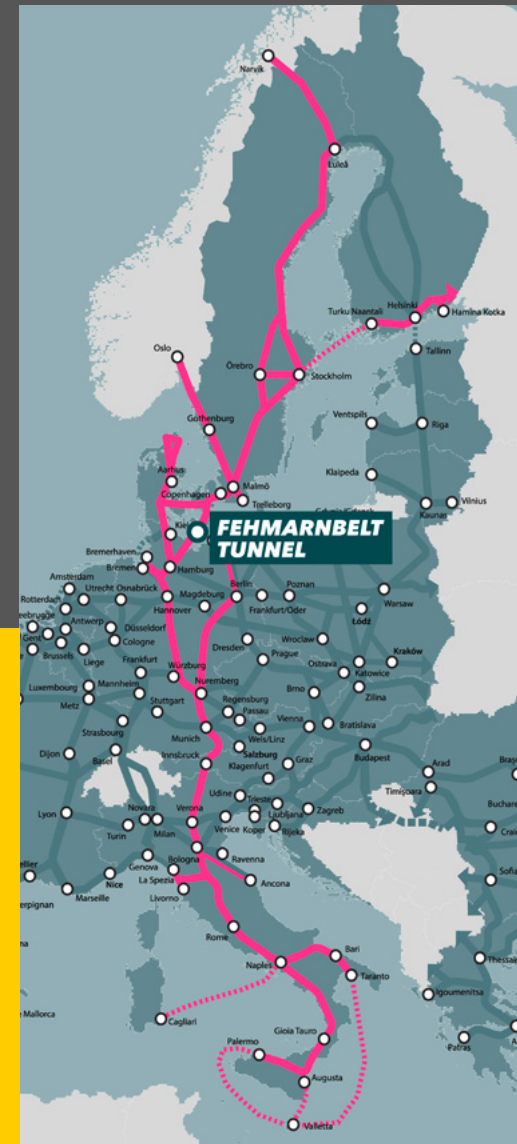 Narvik
Luleå
Helsinki
Turku Naantali
Hamina Kotka
Tallinn
Oslo
Örebro
Stockholm
Gothenburg
Ventspils
Riga
Aarhus
Malmö
Klaipeda
Copenhagen
Trelleborg
Vilnius
Kaunas
FEHMARNBELT
TUNNEL
Bremerhaven
Bremen
Hamburg
Amsterdam
Utrecht
Osnabrück
Magdeburg
Berlin
Poznan
Rotterdam
Hannover
Frankfurt/Oder
Warsaw
Łódź
Antwerp
Düsseldorf
Gent
Cologne
Wroclaw
Brussels
Liege
Dresden
Prague
Kraków
Frankfurt
Ostrava
Katowice
Luxembourg
Mannheim
Würzburg
Nuremberg
Zilina
Metz
Stuttgart
Regensburg
Brno
Passau
Strasbourg
Vienna
Bratislava
Munich
Wels/Linz
Dijon
Basel
Salzburg
Budapest
Innsbruck
Klagenfurt
Graz
Arad
Timişoara
Udine
Trieste
Lyon
Novara
Verona
Ljubljana
Zagreb
Turin
Milan
Venice
Koper
Rijeka
Genova
Bologna
Ravenna
La Spezia
Nice
Livorno
Ancona
Marseille
Rome
Bari
Naples
Taranto
Igoumenitsa
Cagliari
Gioia Tauro
Patras
Palermo
Augusta
Valletta